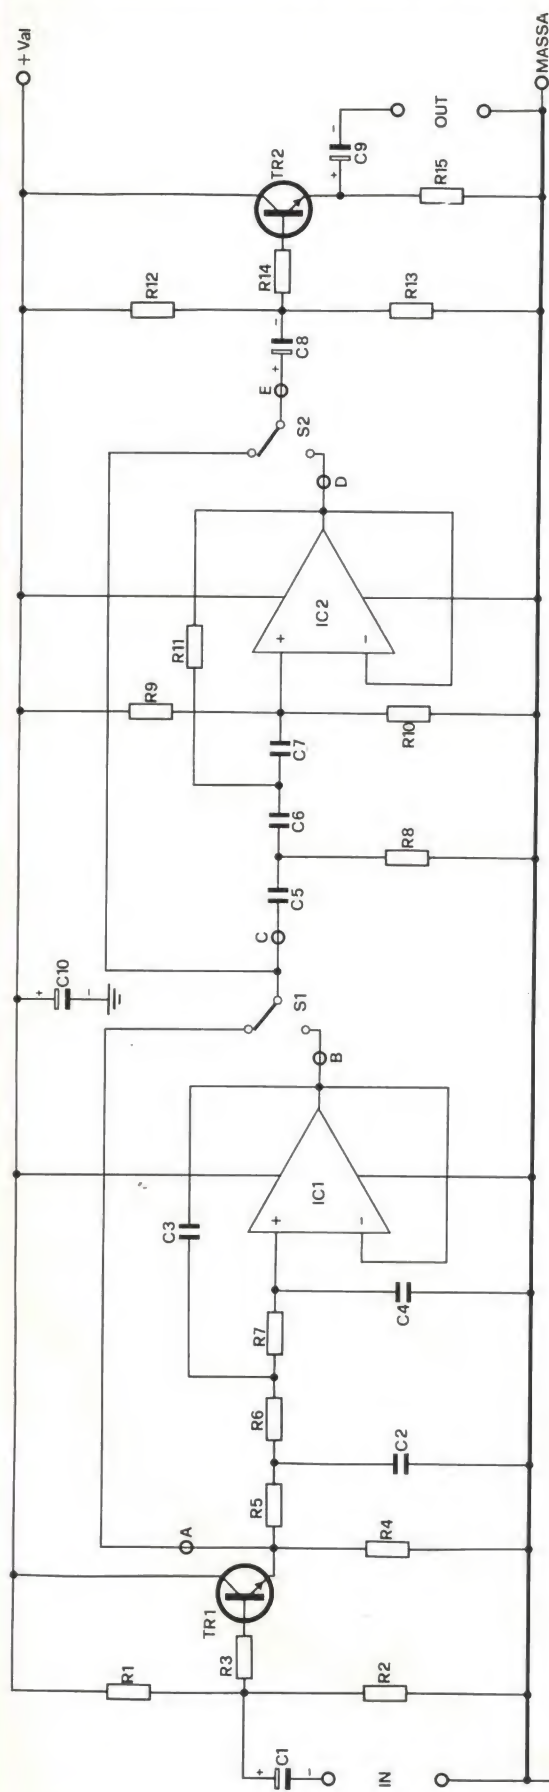 + Val
MASSA
OUT
C9
+
-
TR2
R15
R14
R12
R13
C8
+
-
E
S2
D
IC2
+
-
R11
R9
R10
C7
C6
C5
R8
C
C10
+
-
S1
B
IC1
+
-
C3
R7
C4
R6
C2
R5
A
R4
TR1
R3
R1
R2
C1
+
-
IN